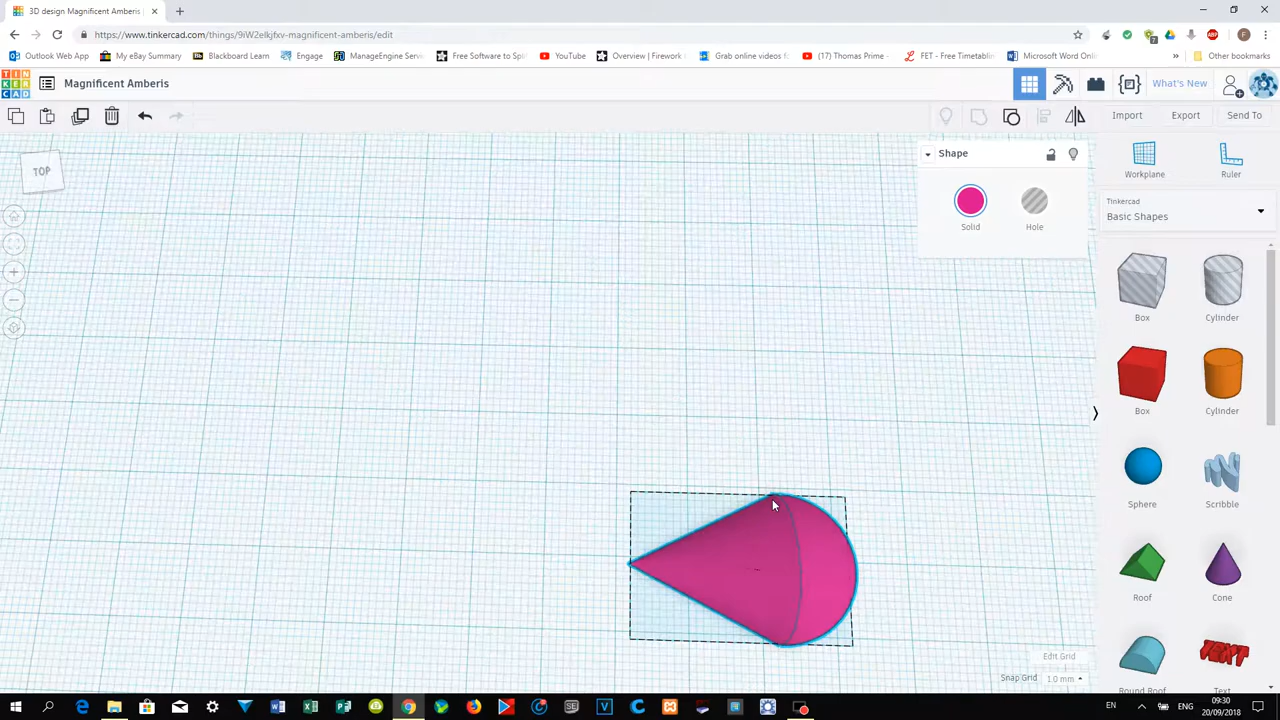 3D design Magnificent Amberis
https://www.tinkercad.com/things/9iW2elkjfxv-magnificent-amberis/edit
Outlook Web App
My eBay Summary
Blackboard Learn
Engage
ManageEngine Servi
Free Software to Spli
YouTube
Overview | Firework
Grab online videos f
(17) Thomas Prime -
FET - Free Timetablin
Microsoft Word Onli
Other bookmarks
TIN
KER
CAD
Magnificent Amberis
What's New
Import
Export
Send To
TOP
Shape
Solid
Hole
Workplane
Ruler
Tinkercad
Basic Shapes
Box
Cylinder
Box
Cylinder
Sphere
Scribble
Roof
Cone
TEXT
Round Roof
Text
Edit Grid
Snap Grid
1.0 mm
EN
09:30
20/09/2018